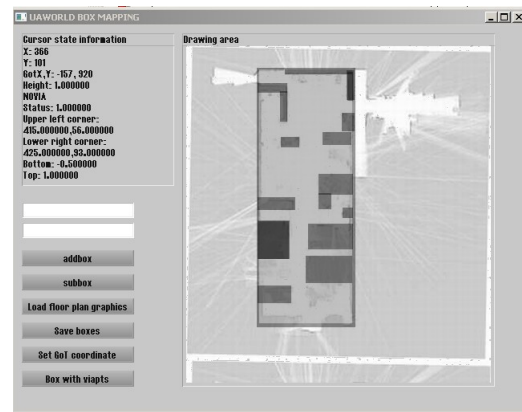 UAWORLD BOX MAPPING
Cursor state information
X: 366
Y: 101
GotX,Y: -157, 920
Height: 1.000000
NOVIA
Status: 1.000000
Upper left corner:
415.000000,56.000000
Lower right corner:
425.000000,93.000000
Bottom: -0.500000
Top: 1.000000
Drawing area
addbox
subbox
Load floor plan graphics
Save boxes
Set GoT coordinate
Box with viapts